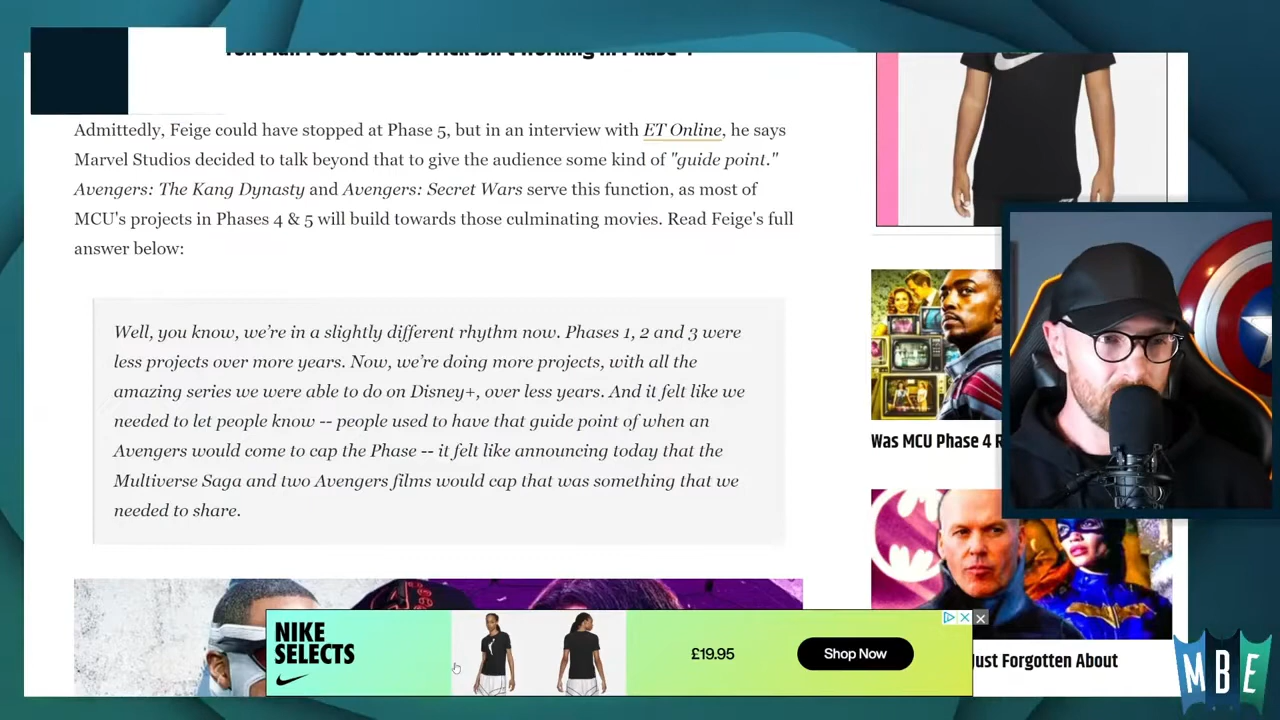 Admittedly, Feige could have stopped at Phase 5, but in an interview with ET Online, he says
Marvel Studios decided to talk beyond that to give the audience some kind of "guide point."
Avengers: The Kang Dynasty and Avengers: Secret Wars serve this function, as most of
MCU's projects in Phases 4 & 5 will build towards those culminating movies. Read Feige's full
answer below:
Well, you know, we're in a slightly different rhythm now. Phases 1, 2 and 3 were
less projects over more years. Now, we're doing more projects, with all the
amazing series we were able to do on Disney+, over less years. And it felt like we
needed to let people know -- people used to have that guide point of when an
Avengers would come to cap the Phase -- it felt like announcing today that the
Multiverse Saga and two Avengers films would cap that was something that we
needed to share.
Was MCU Phase 4
Just Forgotten About
NIKE
SELECTS
£19.95
Shop Now
MBE